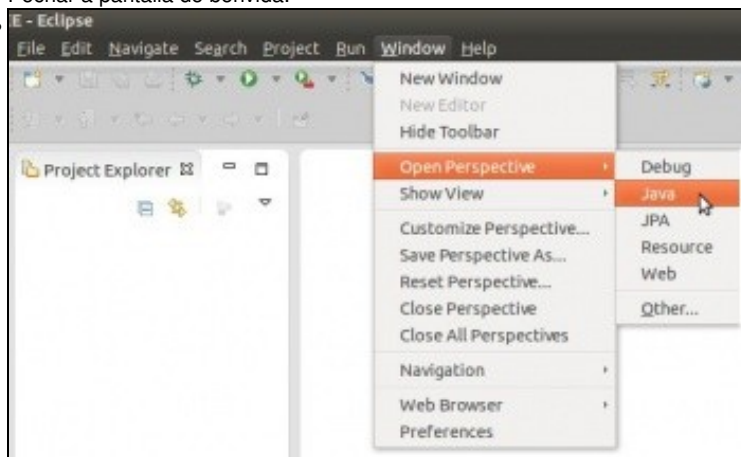 E - Eclipse
File Edit Navigate Search Project Run Window Help
New Window
New Editor
Hide Toolbar
Project Explorer
Open Perspective
Show View
Customize Perspective...
Save Perspective As...
Reset Perspective...
Close Perspective
Close All Perspectives
Navigation
Web Browser
Preferences
Debug
Java
JPA
Resource
Web
Other...